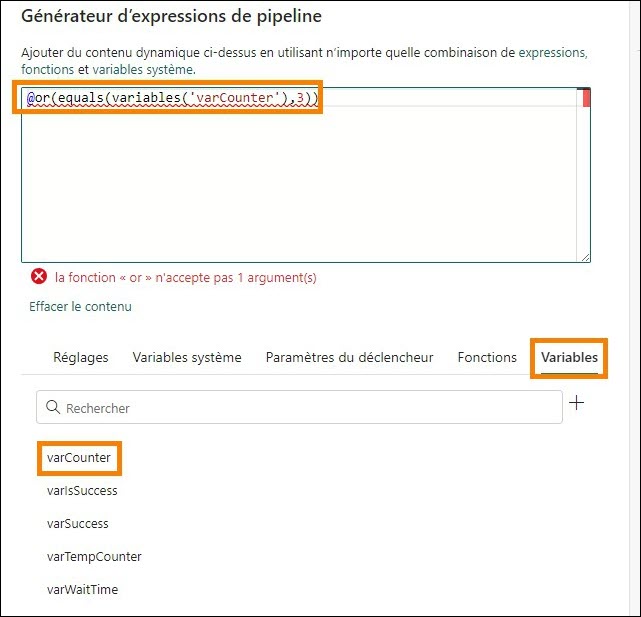 Générateur d'expressions de pipeline
Ajouter du contenu dynamique ci-dessus en utilisant n'importe quelle combinaison de expressions,
fonctions et variables système.
@or(equals(variables('varCounter'),3))
la fonction « or » n'accepte pas 1 argument(s)
Effacer le contenu
Réglages Variables système Paramètres du déclencheur Fonctions Variables
Rechercher
varCounter
varIsSuccess
varSuccess
varTempCounter
varWaitTime